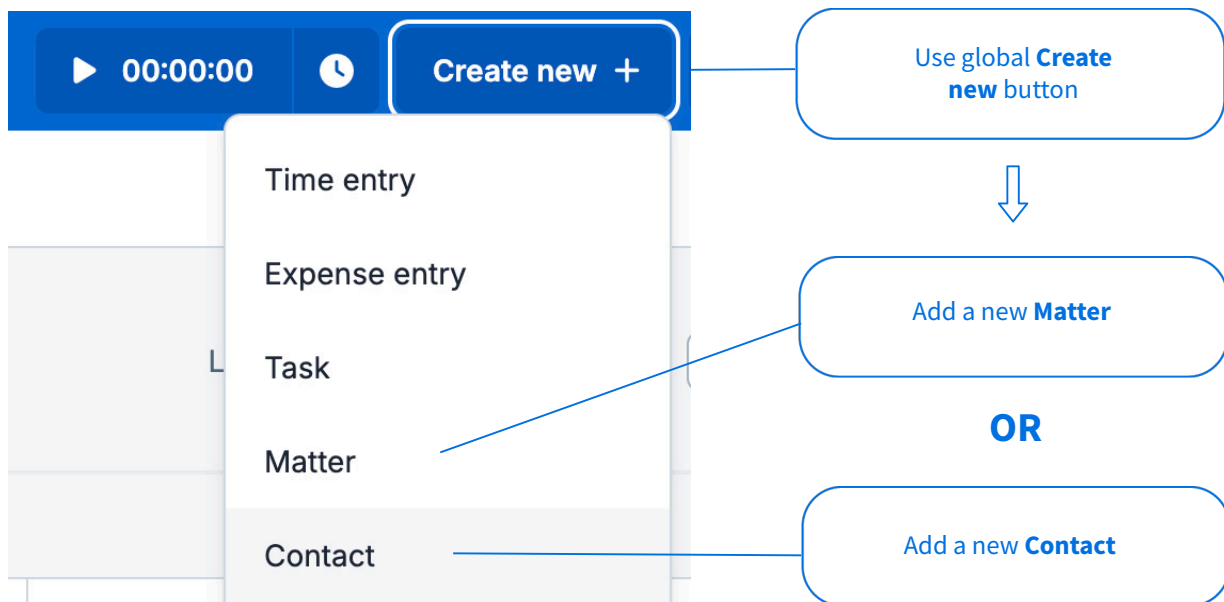 00:00:00
Create new +
Time entry
Expense entry
L
Task
Matter
Contact
Use global Create
new button
Add a new Matter
OR
Add a new Contact